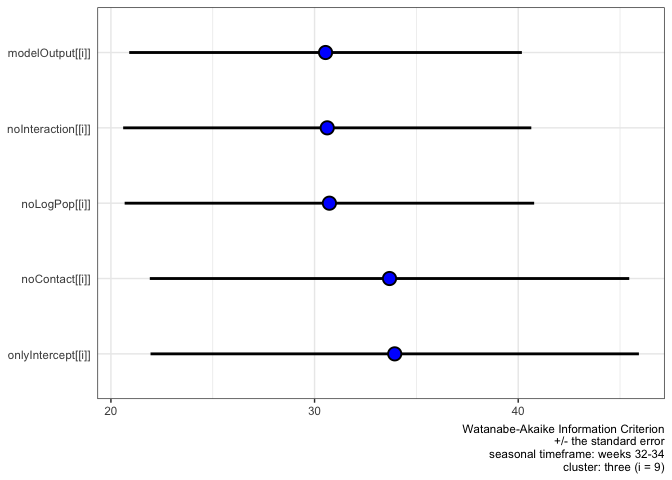 modelOutput[[i]]
noInteraction[[i]]
noLogPop[[i]]
noContact[[i]]
onlyIntercept[[i]]
20 30 40
Watanabe-Akaike Information Criterion
+/- the standard error
seasonal timeframe: weeks 32-34
cluster: three (i = 9)